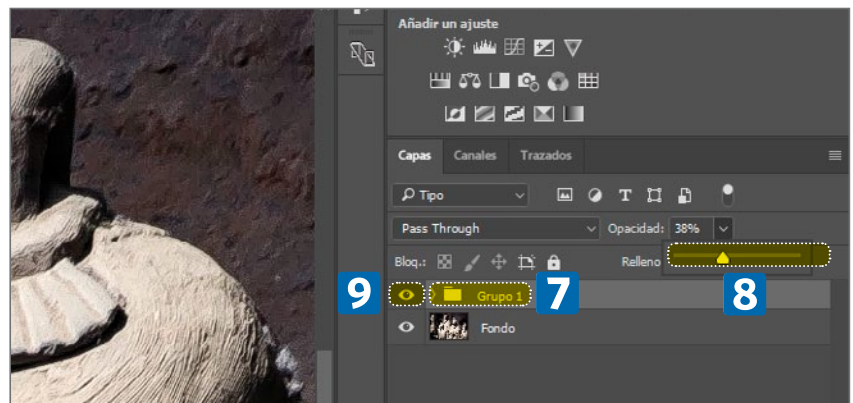 Añadir un ajuste
Capas Canales Trazados
Tipo
Pass Through Opacidad: 38%
Bloq.: Relleno
9 Grupo 1 7 8
Fondo